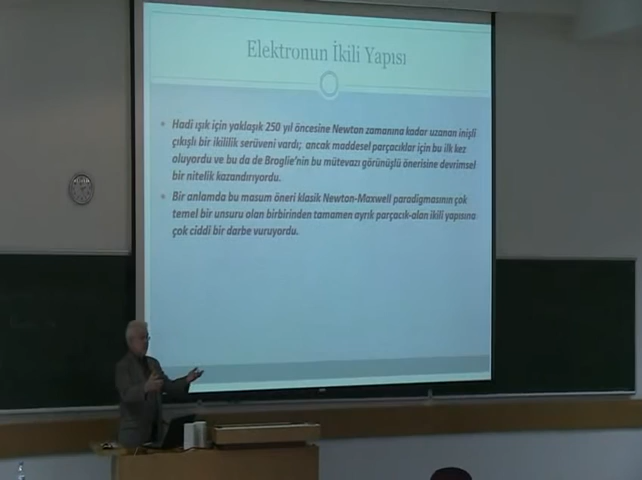 Elektronun İkili Yapısı
Hadi ışık için yaklaşık 250 yıl öncesine Newton zamanına kadar uzanan inişli
çıkışlı bir ikililik serüveni vardı; ancak maddesel parçacıklar için bu ilk kez
oluyordu ve bu da de Broglie'nin bu mütevazı görünüşlü önerisine devrimsel
bir nitelik kazandırıyordu.
Bir anlamda bu masum öneri klasik Newton-Maxwell paradigmasının çok
temel bir unsuru olan birbirinden tamamen ayrık parçacık-alan ikili yapısına
çok ciddi bir darbe vuruyordu.